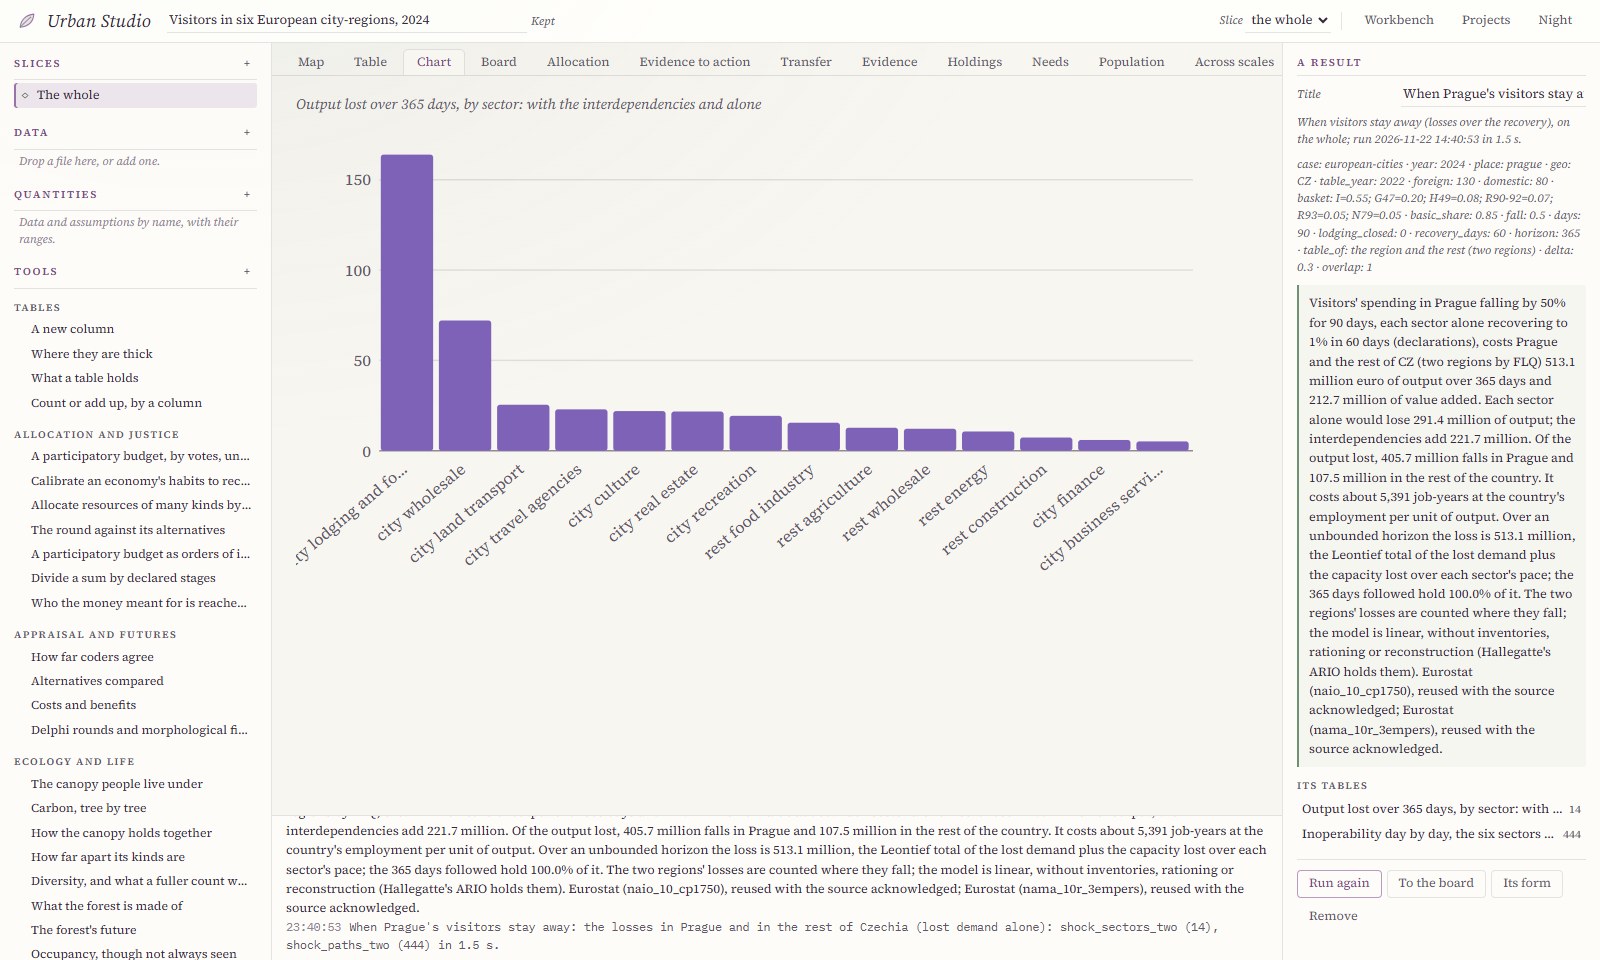 Urban Studio
Visitors in six European city-regions, 2024
Kept
Slice
the whole
Workbench
Projects
Night
SLICES
+
The whole
DATA
+
Drop a file here, or add one.
QUANTITIES
+
Data and assumptions by name, with their
ranges.
TOOLS
+
TABLES
A new column
Where they are thick
What a table holds
Count or add up, by a column
ALLOCATION AND JUSTICE
A participatory budget, by votes, un...
Calibrate an economy's habits to rec...
Allocate resources of many kinds by...
The round against its alternatives
A participatory budget as orders of i...
Divide a sum by declared stages
Who the money meant for is reache...
APPRAISAL AND FUTURES
How far coders agree
Alternatives compared
Costs and benefits
Delphi rounds and morphological fi...
ECOLOGY AND LIFE
The canopy people live under
Carbon, tree by tree
How the canopy holds together
How far apart its kinds are
Diversity, and what a fuller count w...
What the forest is made of
The forest's future
Occupancy, though not always seen
Map
Table
Chart
Board
Allocation
Evidence to action
Transfer
Evidence
Holdings
Needs
Population
Across scales
Output lost over 365 days, by sector: with the interdependencies and alone
150
100
50
0
ty lodging and fo...
city wholesale
city land transport
city travel agencies
city culture
city real estate
city recreation
rest food industry
rest agriculture
rest wholesale
rest energy
rest construction
city finance
city business servi...
interdependencies add 221.7 million. Of the output lost, 405.7 million falls in Prague and 107.5 million in the rest of the country. It costs about 5,391 job-years at the
country's employment per unit of output. Over an unbounded horizon the loss is 513.1 million, the Leontief total of the lost demand plus the capacity lost over each
sector's pace; the 365 days followed hold 100.0% of it. The two regions' losses are counted where they fall; the model is linear, without inventories, rationing or
reconstruction (Hallegatte's ARIO holds them). Eurostat (naio_10_cp1750), reused with the source acknowledged; Eurostat (nama_10r_3empers), reused with the
source acknowledged.
23:40:53 When Prague's visitors stay away: the losses in Prague and in the rest of Czechia (lost demand alone): shock_sectors_two (14),
shock_paths_two (444) in 1.5 s.
A RESULT
Title
When Prague's visitors stay a
When visitors stay away (losses over the recovery), on
the whole; run 2026-11-22 14:40:53 in 1.5 s.
case: european-cities · year: 2024 · place: prague · geo:
CZ · table_year: 2022 · foreign: 130 · domestic: 80 ·
basket: I=0.55; G47=0.20; H49=0.08; R90-92=0.07;
R93=0.05; N79=0.05 · basic_share: 0.85 · fall: 0.5 · days:
90 · lodging_closed: 0 · recovery_days: 60 · horizon: 365
· table_of: the region and the rest (two regions) · delta:
0.3 · overlap: 1
Visitors' spending in Prague falling by 50%
for 90 days, each sector alone recovering to
1% in 60 days (declarations), costs Prague
and the rest of CZ (two regions by FLQ) 513.1
million euro of output over 365 days and
212.7 million of value added. Each sector
alone would lose 291.4 million of output; the
interdependencies add 221.7 million. Of the
output lost, 405.7 million falls in Prague and
107.5 million in the rest of the country. It
costs about 5,391 job-years at the country's
employment per unit of output. Over an
unbounded horizon the loss is 513.1 million,
the Leontief total of the lost demand plus
the capacity lost over each sector's pace; the
365 days followed hold 100.0% of it. The two
regions' losses are counted where they fall;
the model is linear, without inventories,
rationing or reconstruction (Hallegatte's
ARIO holds them). Eurostat
(naio_10_cp1750), reused with the source
acknowledged; Eurostat
(nama_10r_3empers), reused with the
source acknowledged.
ITS TABLES
Output lost over 365 days, by sector: with ... 14
Inoperability day by day, the six sectors ... 444
Run again
To the board
Its form
Remove